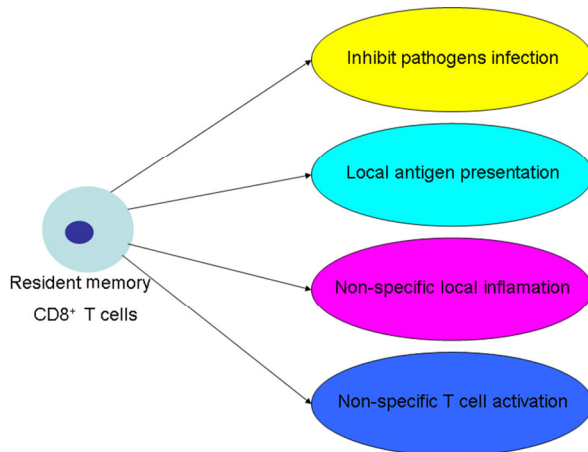 Inhibit pathogens infection
Local antigen presentation
Resident memory
CD8⁺ T cells
Non-specific local inflamation
Non-specific T cell activation